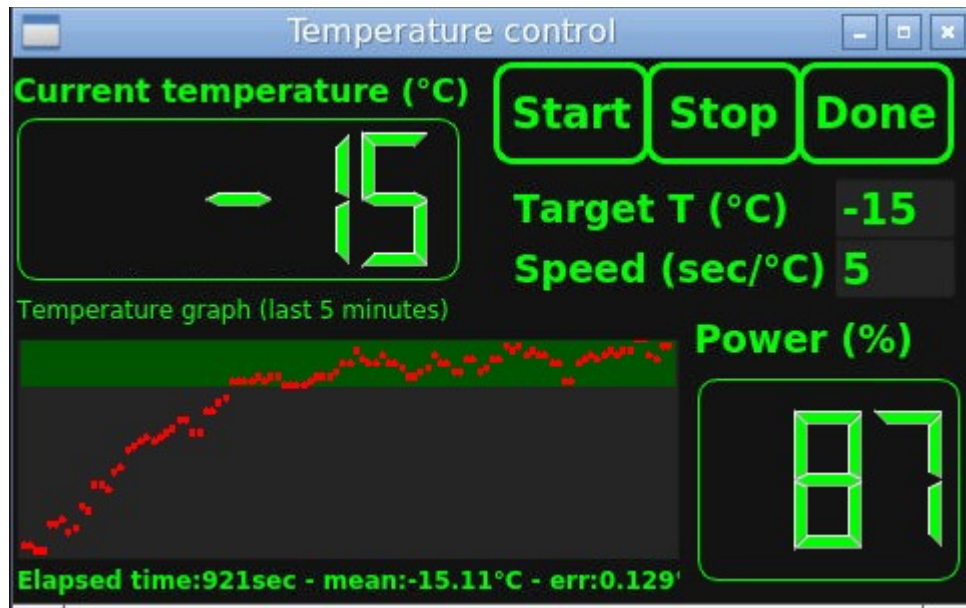 Temperature control
Current temperature (°C)
Start Stop Done
-15
Target T (°C) -15
Speed (sec/°C) 5
Temperature graph (last 5 minutes)
Power (%)
87
Elapsed time:921sec - mean:-15.11°C - err:0.129°